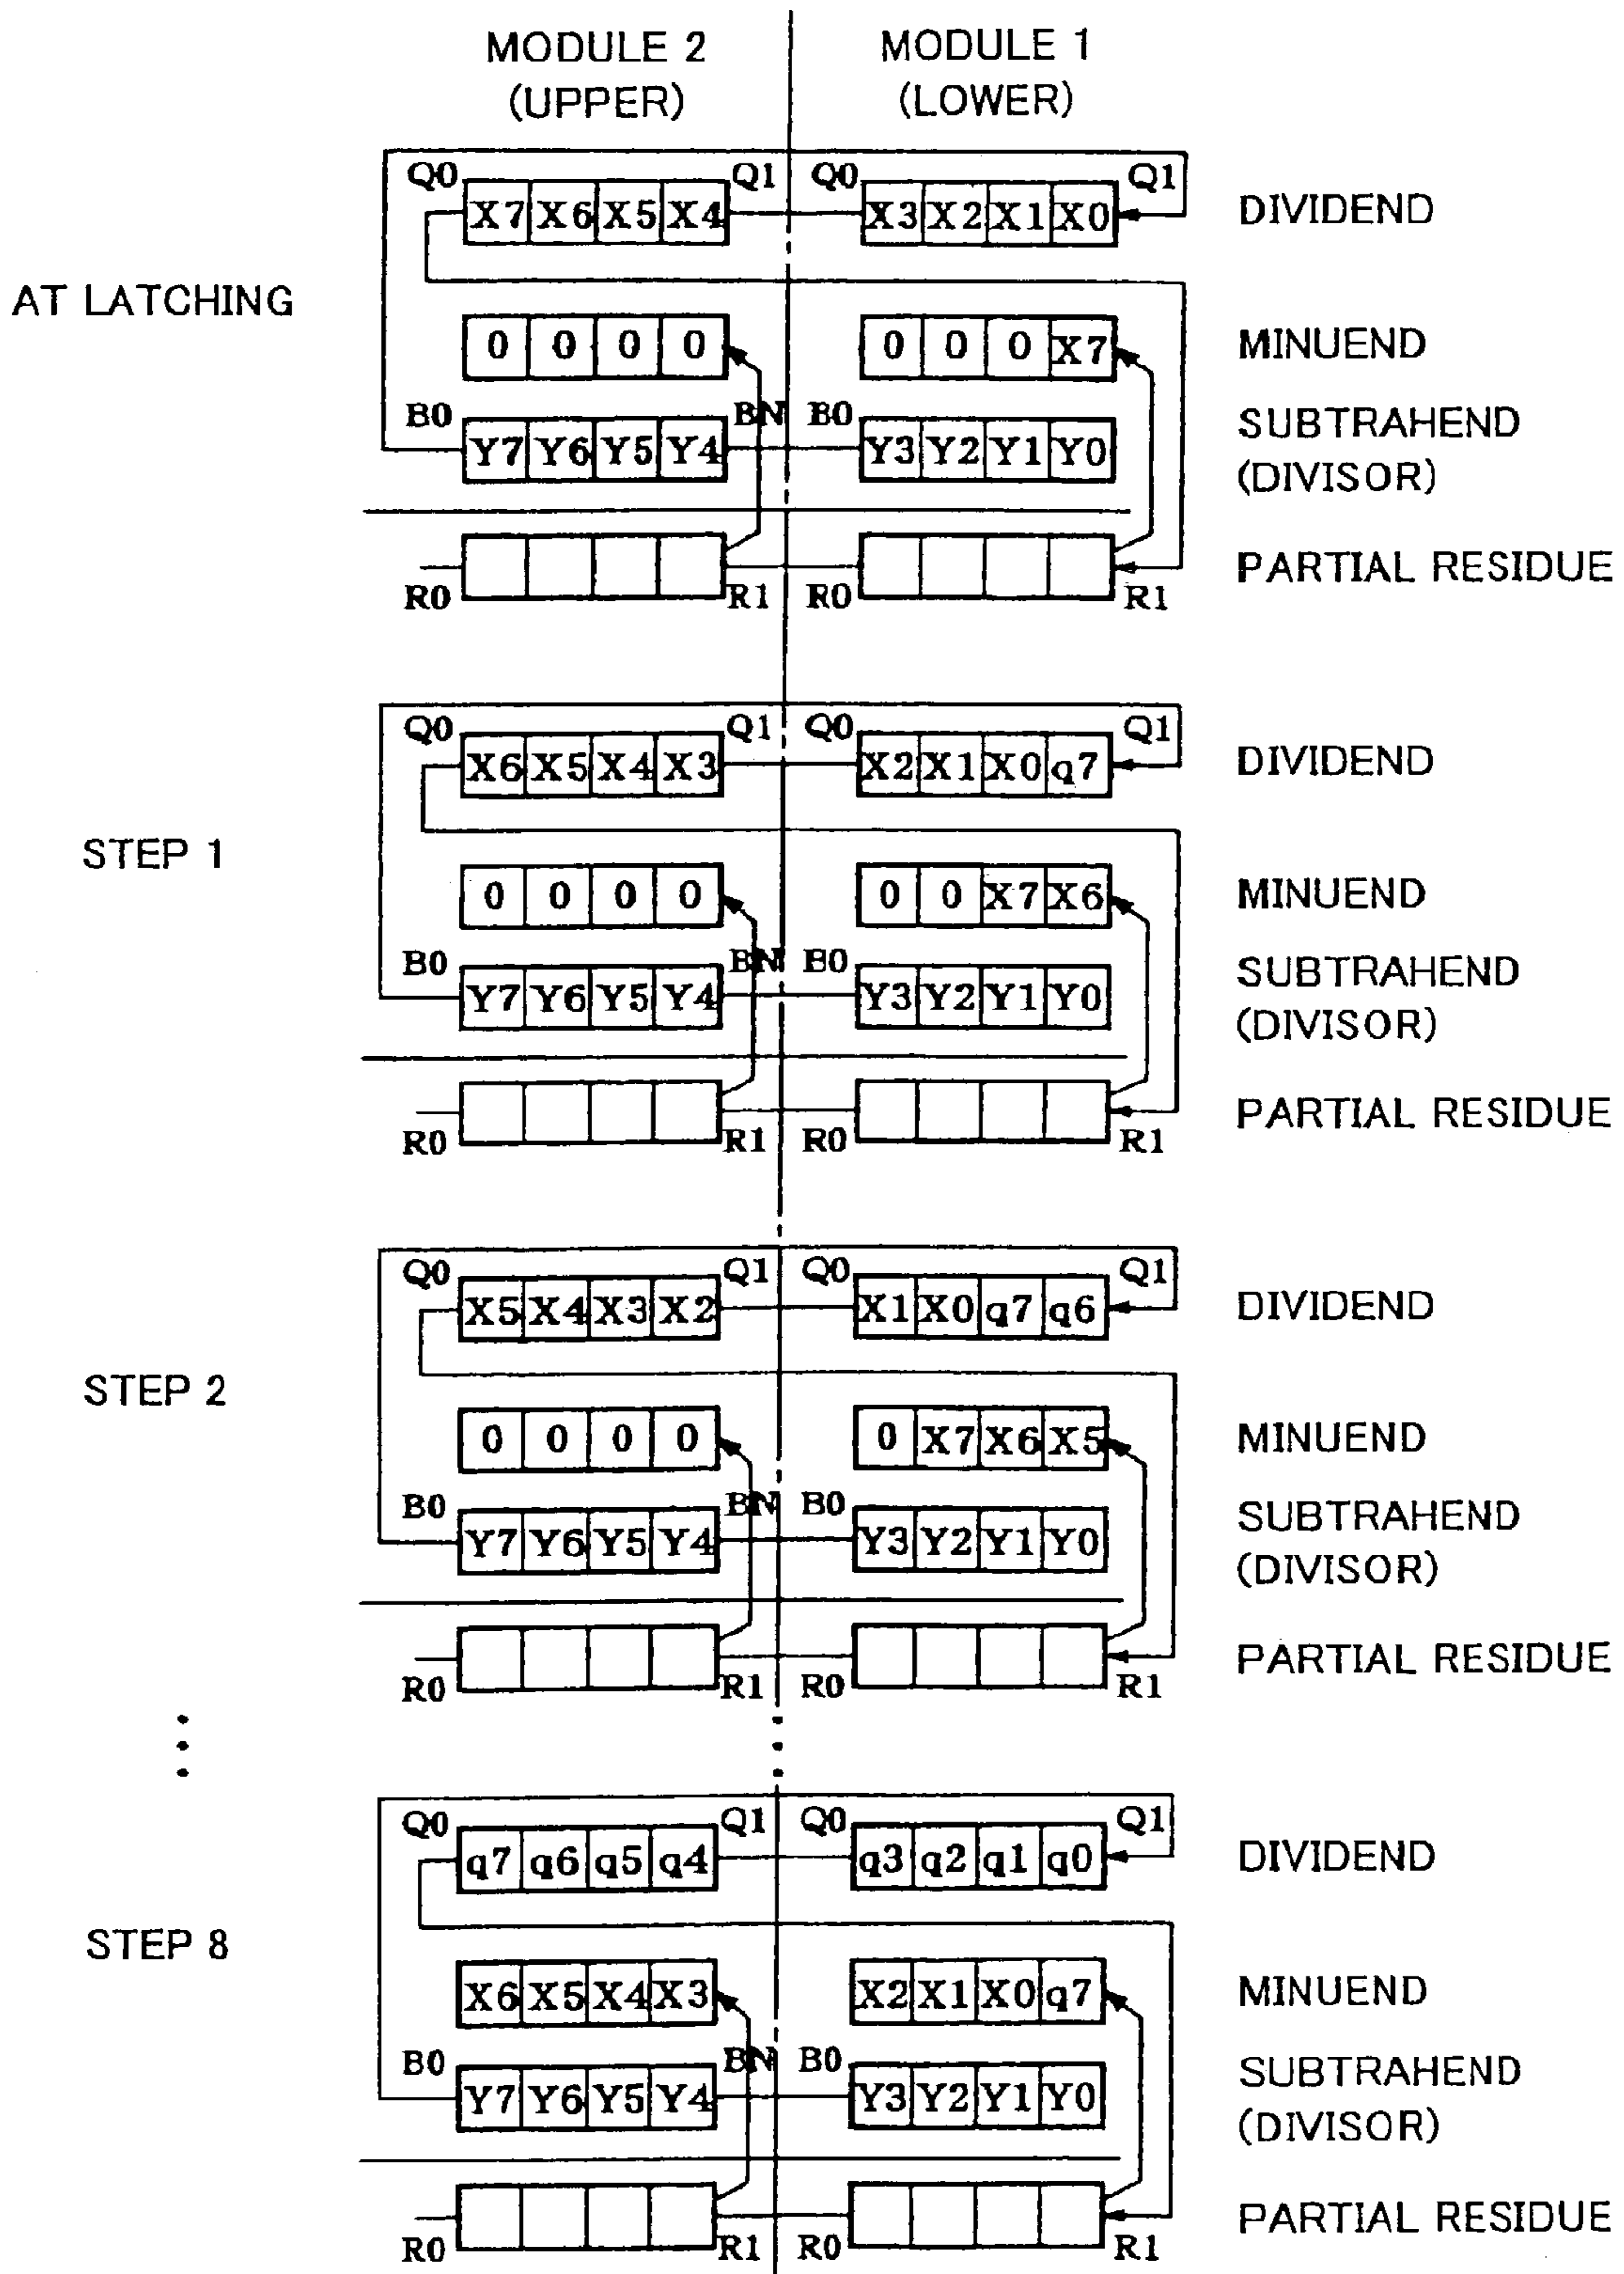 MODULE 2 MODULE 1
(UPPER) (LOWER)
Q0 Q1 Q0 Q1
X7 X6 X5 X4 X3 X2 X1 X0 DIVIDEND
AT LATCHING
0 0 0 0 0 0 0 X7 MINUEND
B0 BN B0 SUBTRAHEND
Y7 Y6 Y5 Y4 Y3 Y2 Y1 Y0 (DIVISOR)
PARTIAL RESIDUE
R0 R1 R0 R1
Q0 Q1 Q0 Q1
X6 X5 X4 X3 X2 X1 X0 q7 DIVIDEND
STEP 1
0 0 0 0 0 0 X7 X6 MINUEND
B0 BN B0 SUBTRAHEND
Y7 Y6 Y5 Y4 Y3 Y2 Y1 Y0 (DIVISOR)
PARTIAL RESIDUE
R0 R1 R0 R1
Q0 Q1 Q0 Q1
X5 X4 X3 X2 X1 X0 q7 q6 DIVIDEND
STEP 2
0 0 0 0 0 X7 X6 X5 MINUEND
B0 BN B0 SUBTRAHEND
Y7 Y6 Y5 Y4 Y3 Y2 Y1 Y0 (DIVISOR)
PARTIAL RESIDUE
R0 R1 R0 R1
Q0 Q1 Q0 Q1
q7 q6 q5 q4 q3 q2 q1 q0 DIVIDEND
STEP 8
X6 X5 X4 X3 X2 X1 X0 q7 MINUEND
B0 BN B0 SUBTRAHEND
Y7 Y6 Y5 Y4 Y3 Y2 Y1 Y0 (DIVISOR)
PARTIAL RESIDUE
R0 R1 R0 R1